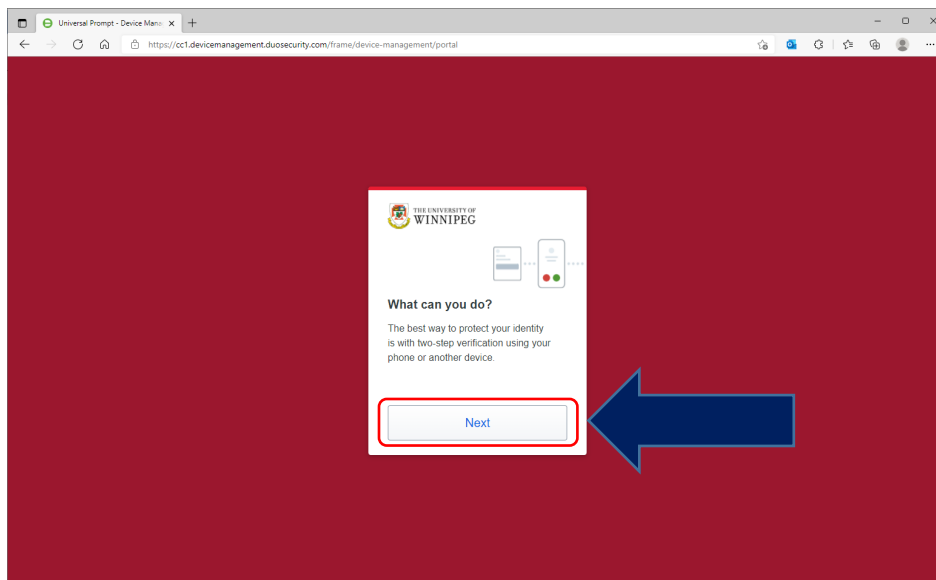 Universal Prompt - Device Mana
https://cc1.devicemanagement.duosecurity.com/frame/device-management/portal
THE UNIVERSITY OF
WINNIPEG
What can you do?
The best way to protect your identity
is with two-step verification using your
phone or another device.
Next